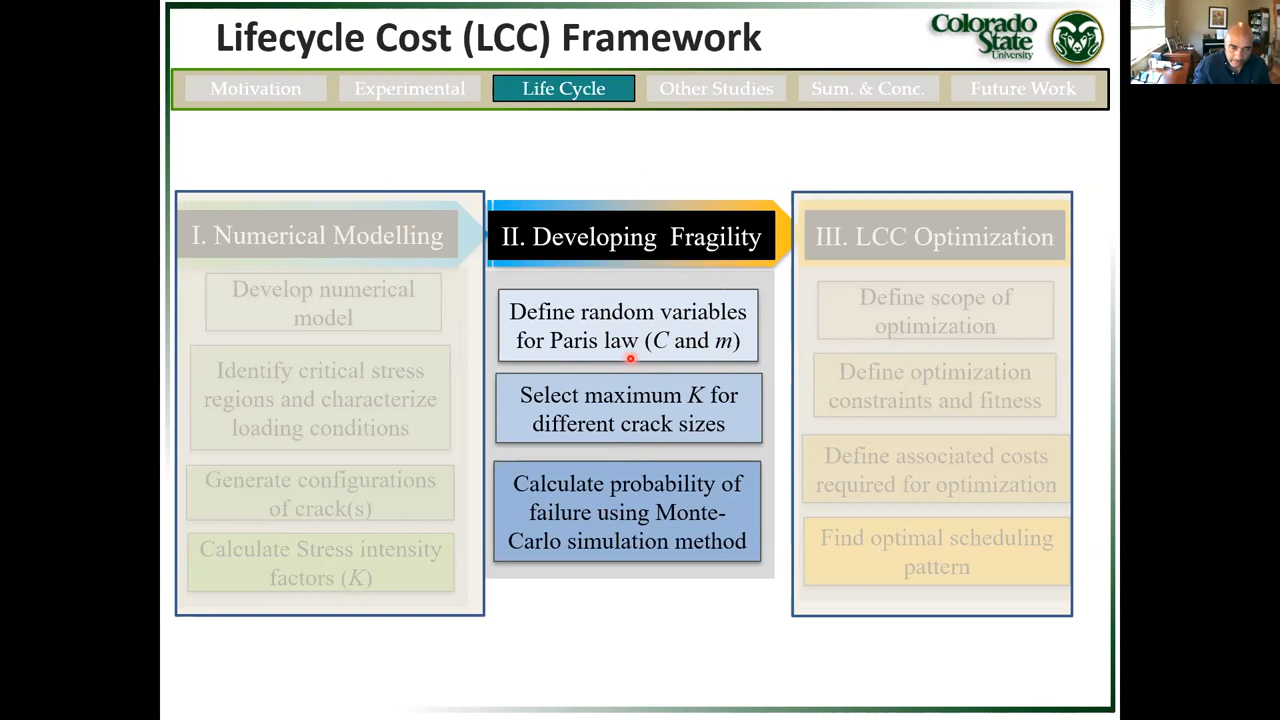 Lifecycle Cost (LCC) Framework
Colorado
State
University
Motivation
Experimental
Life Cycle
Other Studies
Sum. & Conc.
Future Work
I. Numerical Modelling
Develop numerical
model
Identify critical stress
regions and characterize
loading conditions
Generate configurations
of crack(s)
Calculate Stress intensity
factors (K)
II. Developing Fragility
Define random variables
for Paris law (C and m)
Select maximum K for
different crack sizes
Calculate probability of
failure using Monte-
Carlo simulation method
III. LCC Optimization
Define scope of
optimization
Define optimization
constraints and fitness
Define associated costs
required for optimization
Find optimal scheduling
pattern